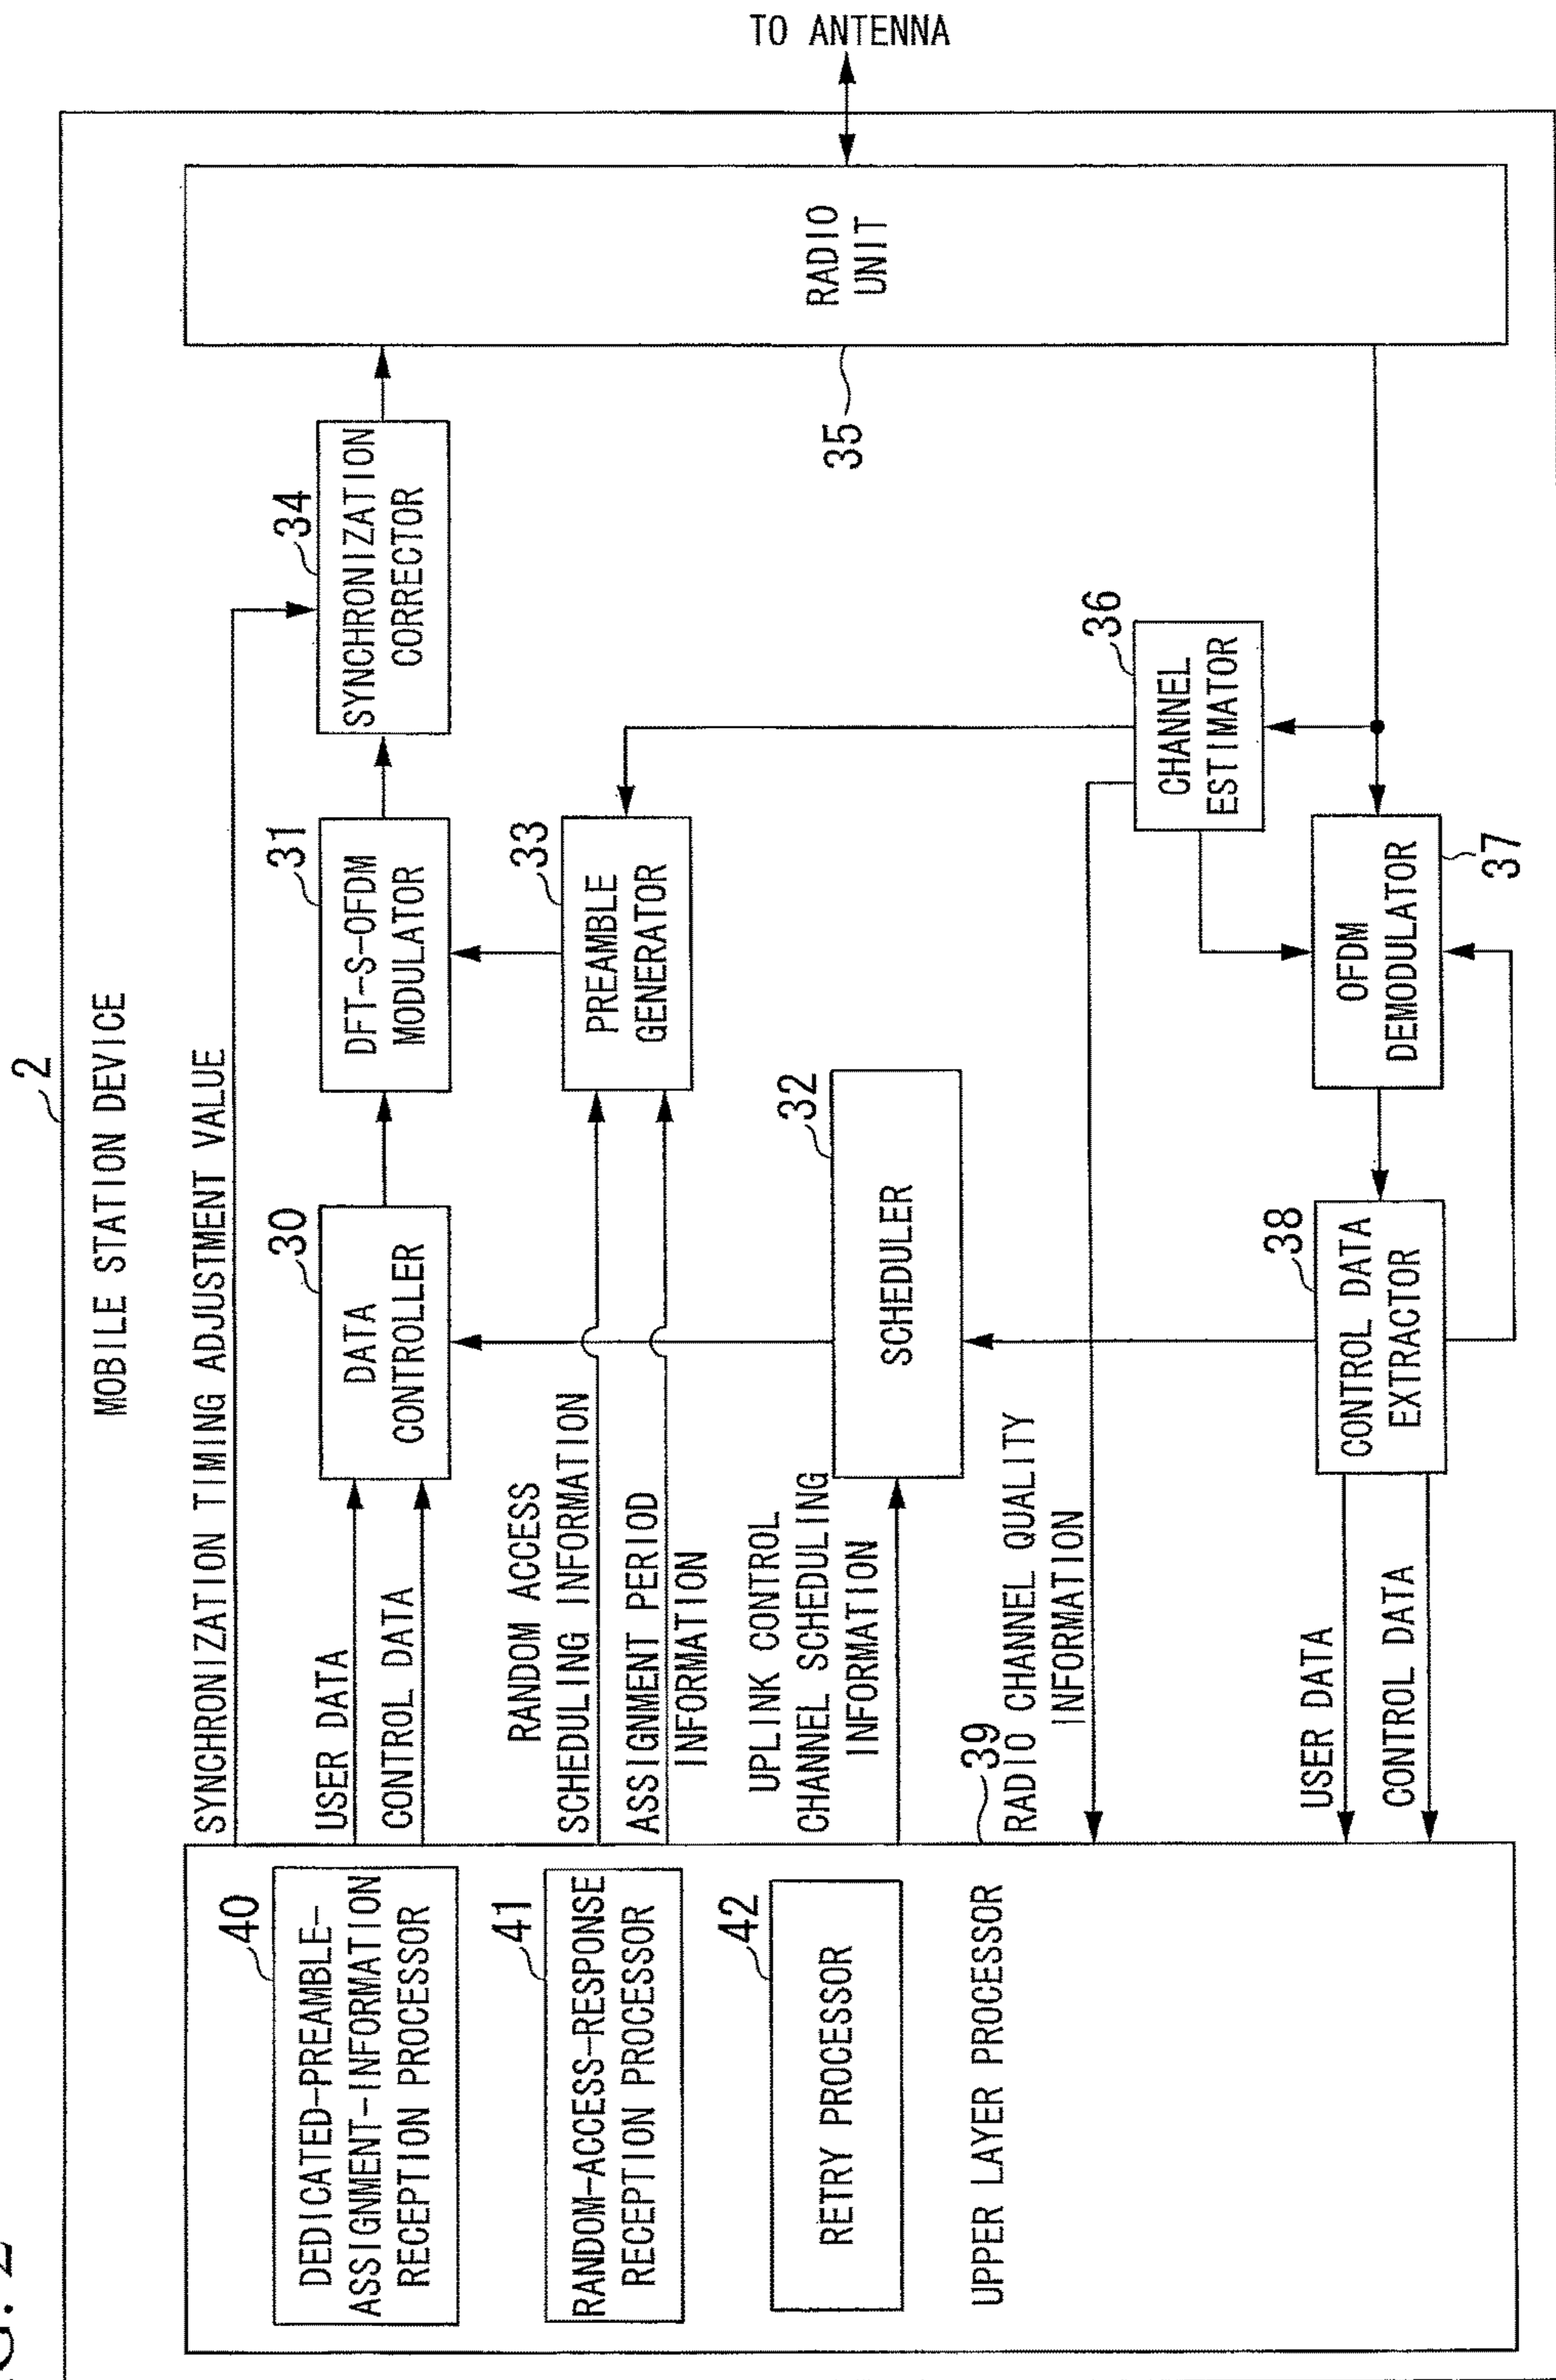 FIG. 2
2
MOBILE STATION DEVICE
SYNCHRONIZATION TIMING ADJUSTMENT VALUE
40
DEDICATED-PREAMBLE-
ASSIGNMENT-INFORMATION
RECEPTION PROCESSOR
41
RANDOM-ACCESS-RESPONSE
RECEPTION PROCESSOR
42
RETRY PROCESSOR
UPPER LAYER PROCESSOR
39
USER DATA
CONTROL DATA
30
DATA
CONTROLLER
31
DFT-S-OFDM
MODULATOR
34
SYNCHRONIZATION
CORRECTOR
RANDOM ACCESS
SCHEDULING INFORMATION
ASSIGNMENT PERIOD
INFORMATION
33
PREAMBLE
GENERATOR
UPLINK CONTROL
CHANNEL SCHEDULING
INFORMATION
32
SCHEDULER
RADIO CHANNEL QUALITY
INFORMATION
36
CHANNEL
ESTIMATOR
USER DATA
CONTROL DATA
38
CONTROL DATA
EXTRACTOR
OFDM
DEMODULATOR
37
35
RADIO
UNIT
TO ANTENNA